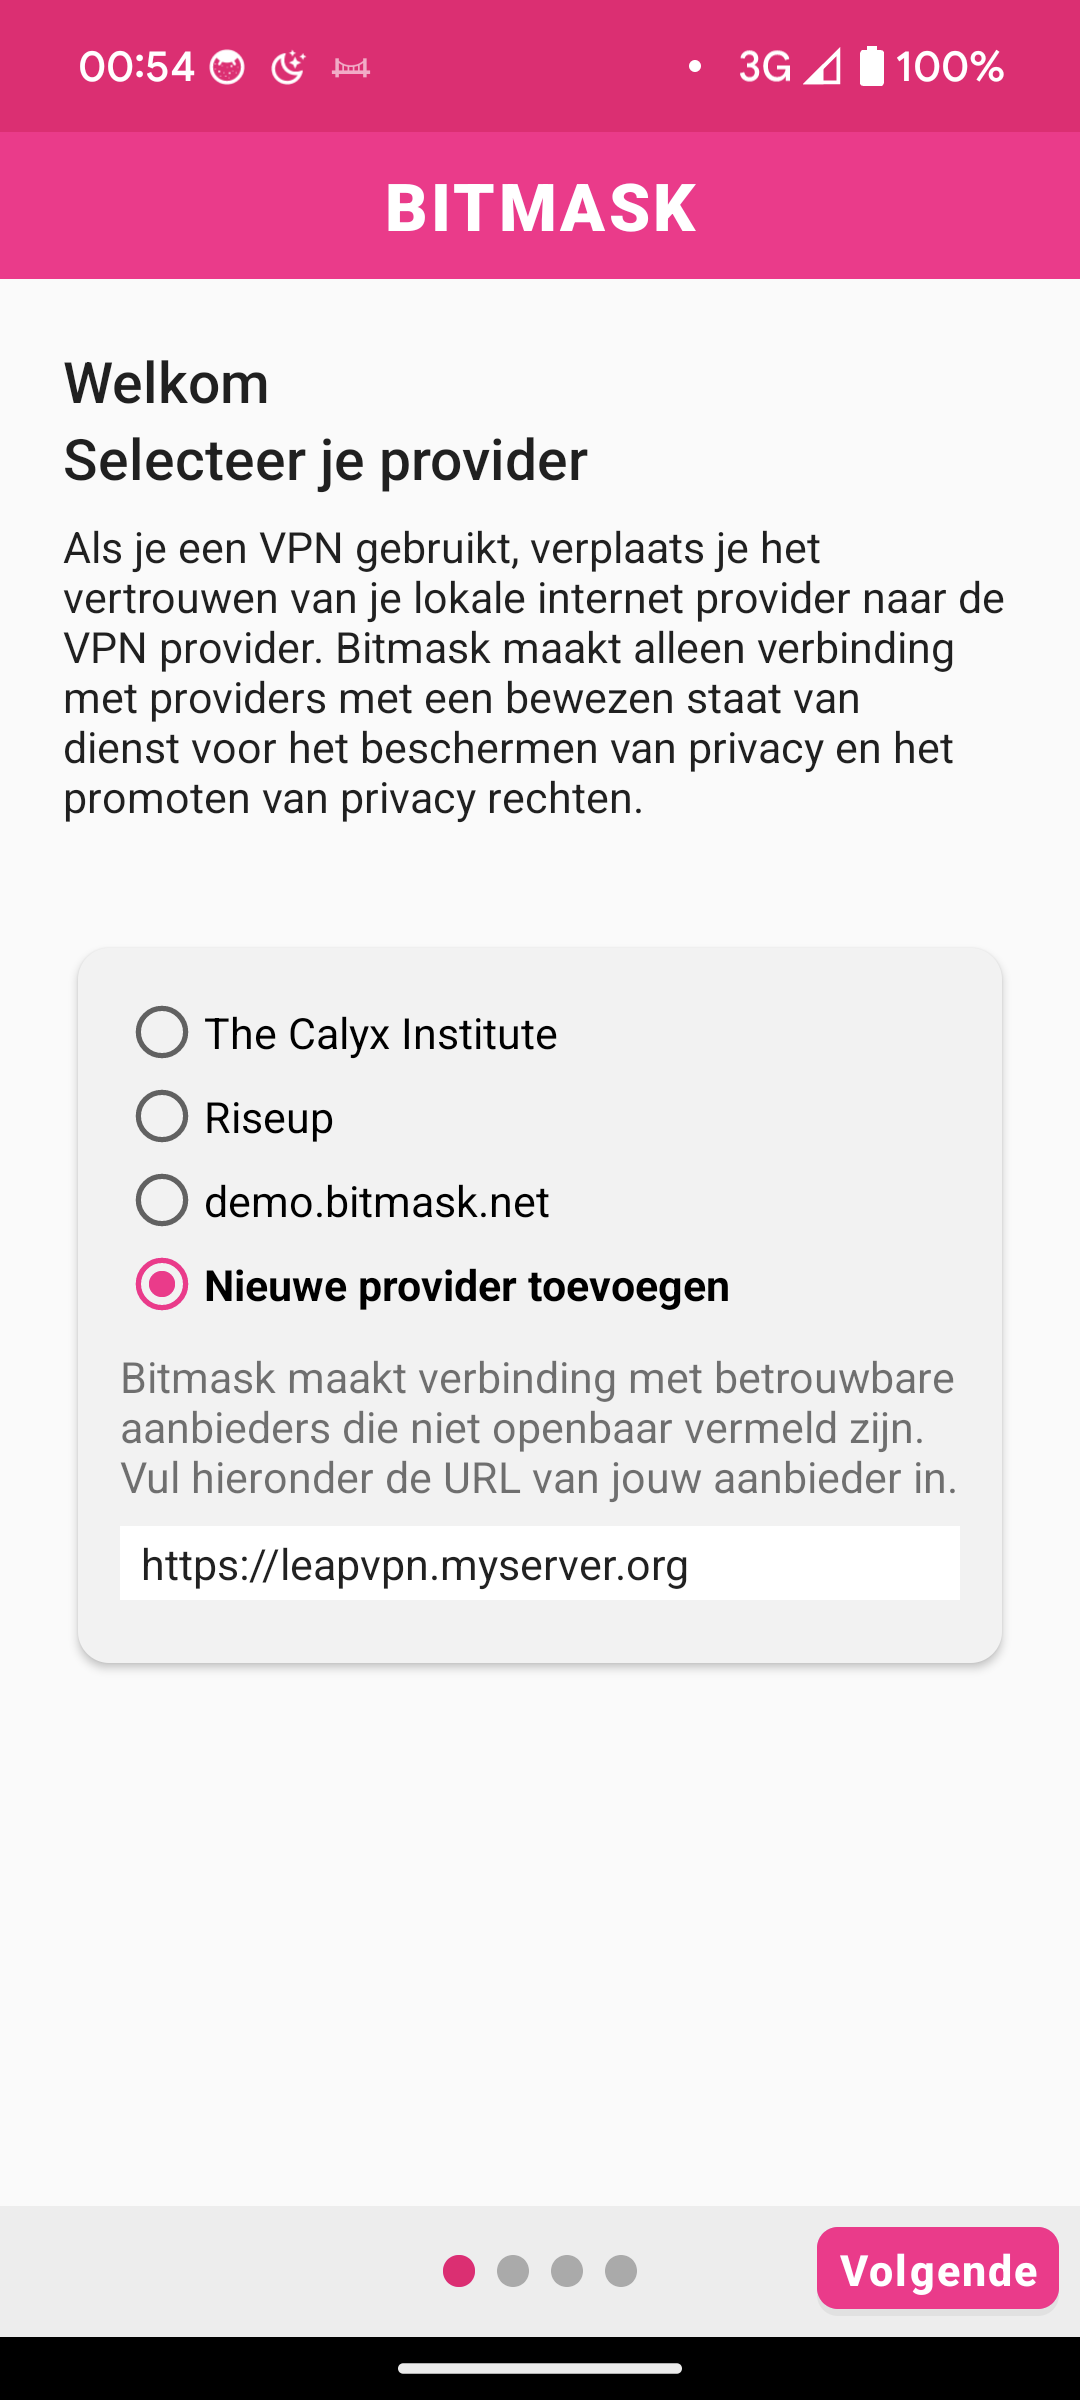 00:54
3G
100%
BITMASK
Welkom
Selecteer je provider
Als je een VPN gebruikt, verplaats je het
vertrouwen van je lokale internet provider naar de
VPN provider. Bitmask maakt alleen verbinding
met providers met een bewezen staat van
dienst voor het beschermen van privacy en het
promoten van privacy rechten.
The Calyx Institute
Riseup
demo.bitmask.net
Nieuwe provider toevoegen
Bitmask maakt verbinding met betrouwbare
aanbieders die niet openbaar vermeld zijn.
Vul hieronder de URL van jouw aanbieder in.
https://leapvpn.myserver.org
Volgende